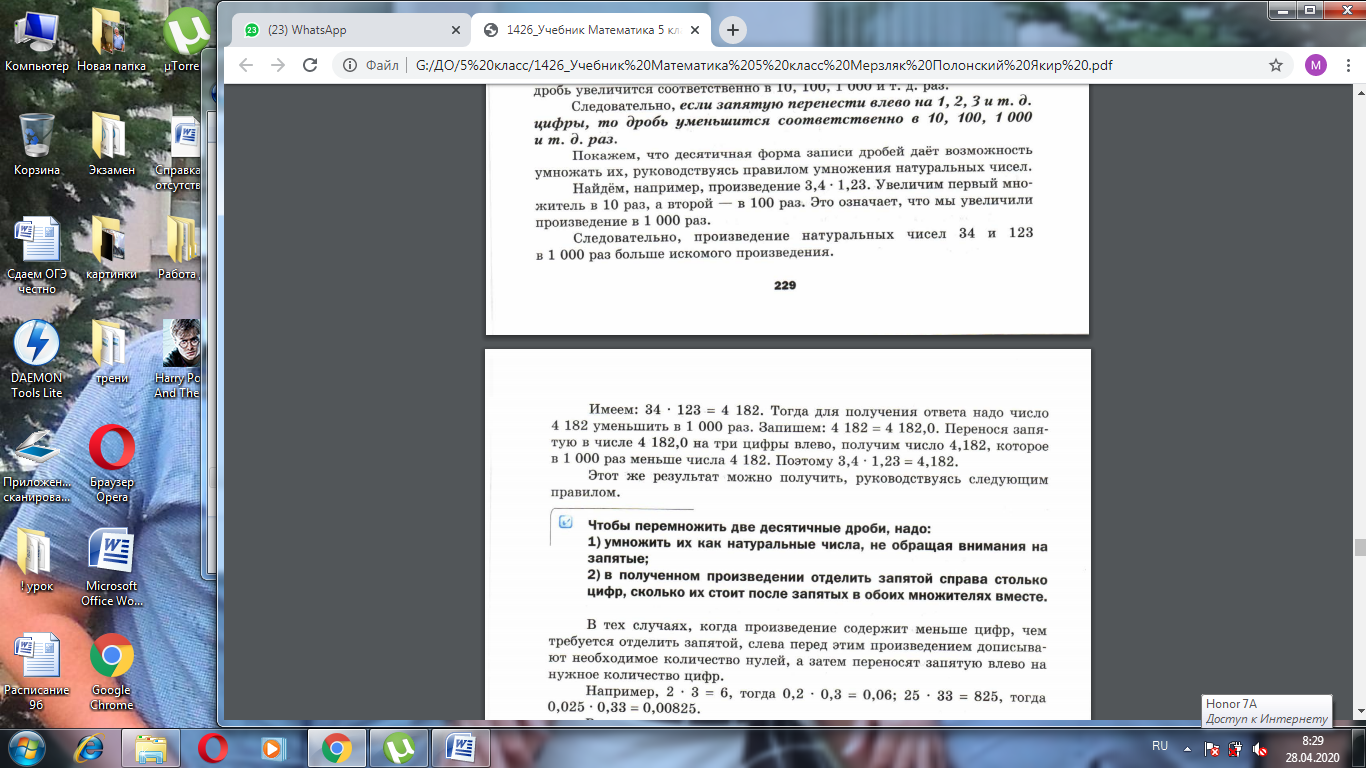 Компьютер
Новая папка
µTorre
Корзина
Экзамен
Справка
отсутств
Сдаем ОГЭ
честно
картинки
Работа
DAEMON
Tools Lite
трени
Harry Po
And The
Приложен...
сканирова...
Браузер
Opera
! урок
Microsoft
Office Wo...
Расписание
9б
Google
Chrome
23
(23) WhatsApp
1426_Учебник Математика 5 кл
Файл
G:/ДО/5%20класс/1426_Учебник%20Математика%205%20класс%20Мерзляк%20Полонский%20Якир%20.pdf
M
дробь увеличится соответственно в 10, 100, 1 000 и т. д. раз.
Следовательно, если запятую перенести влево на 1, 2, 3 и т. д.
цифры, то дробь уменьшится соответственно в 10, 100, 1 000
и т. д. раз.
Покажем, что десятичная форма записи дробей даёт возможность
умножать их, руководствуясь правилом умножения натуральных чисел.
Найдём, например, произведение 3,4 · 1,23. Увеличим первый мно-
житель в 10 раз, а второй — в 100 раз. Это означает, что мы увеличили
произведение в 1 000 раз.
Следовательно, произведение натуральных чисел 34 и 123
в 1 000 раз больше искомого произведения.
229
Имеем: 34 · 123 = 4 182. Тогда для получения ответа надо число
4 182 уменьшить в 1 000 раз. Запишем: 4 182 = 4 182,0. Перенося запя-
тую в числе 4 182,0 на три цифры влево, получим число 4,182, которое
в 1 000 раз меньше числа 4 182. Поэтому 3,4 · 1,23 = 4,182.
Этот же результат можно получить, руководствуясь следующим
правилом.
Чтобы перемножить две десятичные дроби, надо:
1) умножить их как натуральные числа, не обращая внимания на
запятые;
2) в полученном произведении отделить запятой справа столько
цифр, сколько их стоит после запятых в обоих множителях вместе.
В тех случаях, когда произведение содержит меньше цифр, чем
требуется отделить запятой, слева перед этим произведением дописыва-
ют необходимое количество нулей, а затем переносят запятую влево на
нужное количество цифр.
Например, 2 · 3 = 6, тогда 0,2 · 0,3 = 0,06; 25 · 33 = 825, тогда
0,025 · 0,33 = 0,00825.
Honor 7A
Доступ к Интернету
RU
8:29
28.04.2020